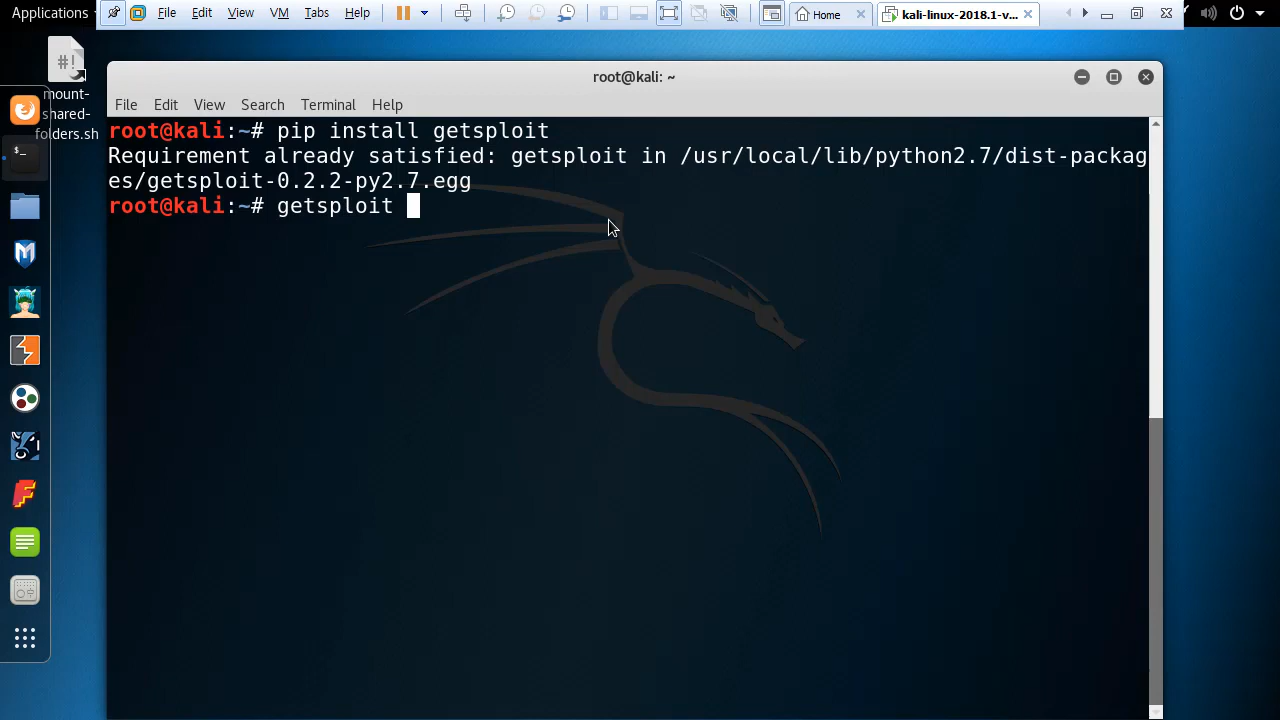 Applications
File Edit View VM Tabs Help
Home
kali-linux-2018.1-v...
#!
mount-
shared-
folders.sh
root@kali: ~
File Edit View Search Terminal Help
root@kali:~# pip install getsploit
Requirement already satisfied: getsploit in /usr/local/lib/python2.7/dist-packag
es/getsploit-0.2.2-py2.7.egg
root@kali:~# getsploit
$_